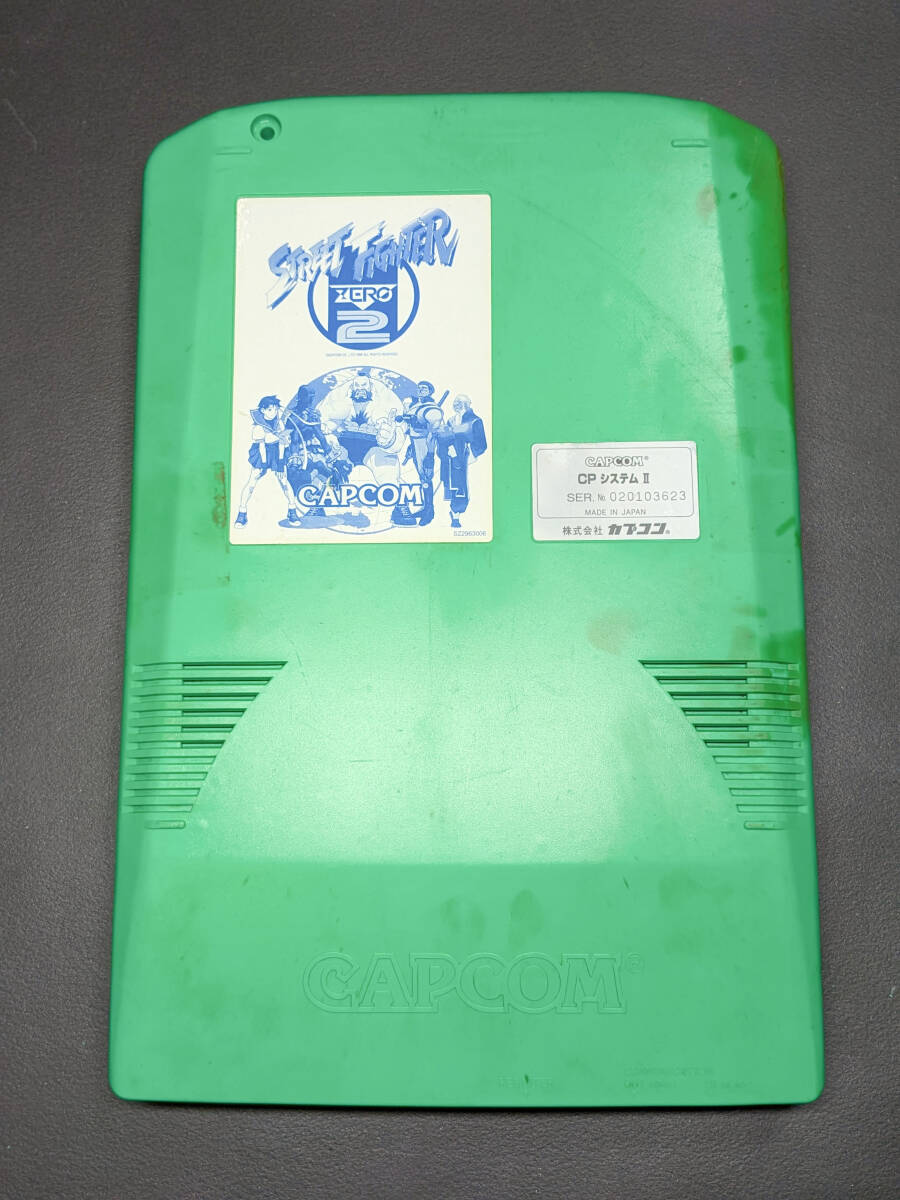 STREET FIGHTER
ZERO
2
CAPCOM
SZ2963006
CAPCOM®
CP システム II
SER. № 020103623
MADE IN JAPAN
株式会社 カプコン®
CAPCOM®